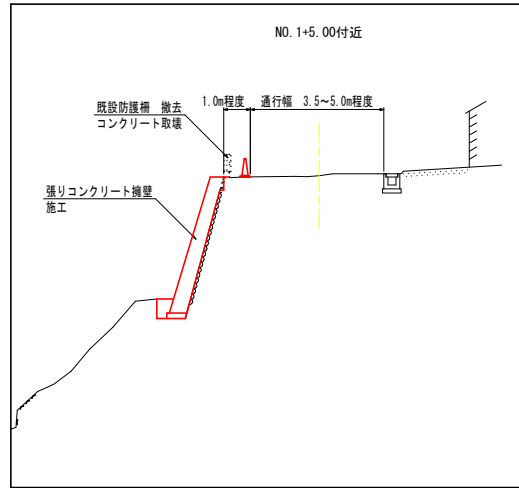 NO.1+5.00付近
1.0m程度 通行幅 3.5～5.0m程度
既設防護柵 撤去
コンクリート取壊
張りコンクリート擁壁
施工